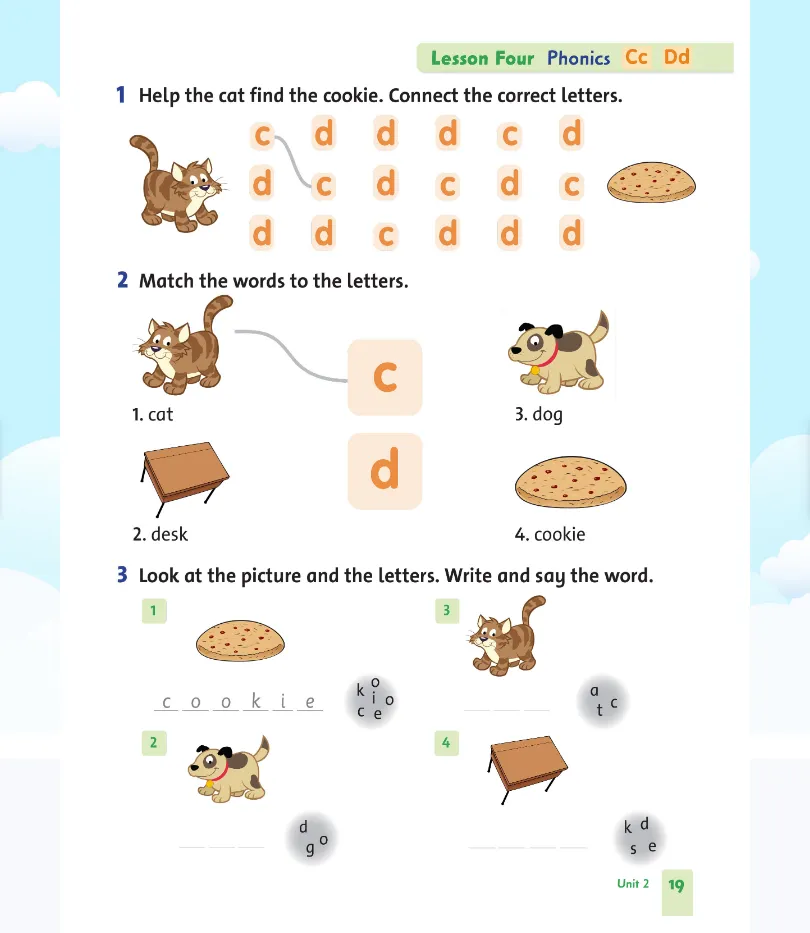 Lesson Four Phonics Cc Dd
1 Help the cat find the cookie. Connect the correct letters.
c d d d c d
d c d c d c
d d c d d d
2 Match the words to the letters.
c
1. cat
3. dog
d
2. desk
4. cookie
3 Look at the picture and the letters. Write and say the word.
1
3
c o o k i e
k o i o c e
a c t
2
4
d o g
k d s e
Unit 2 19